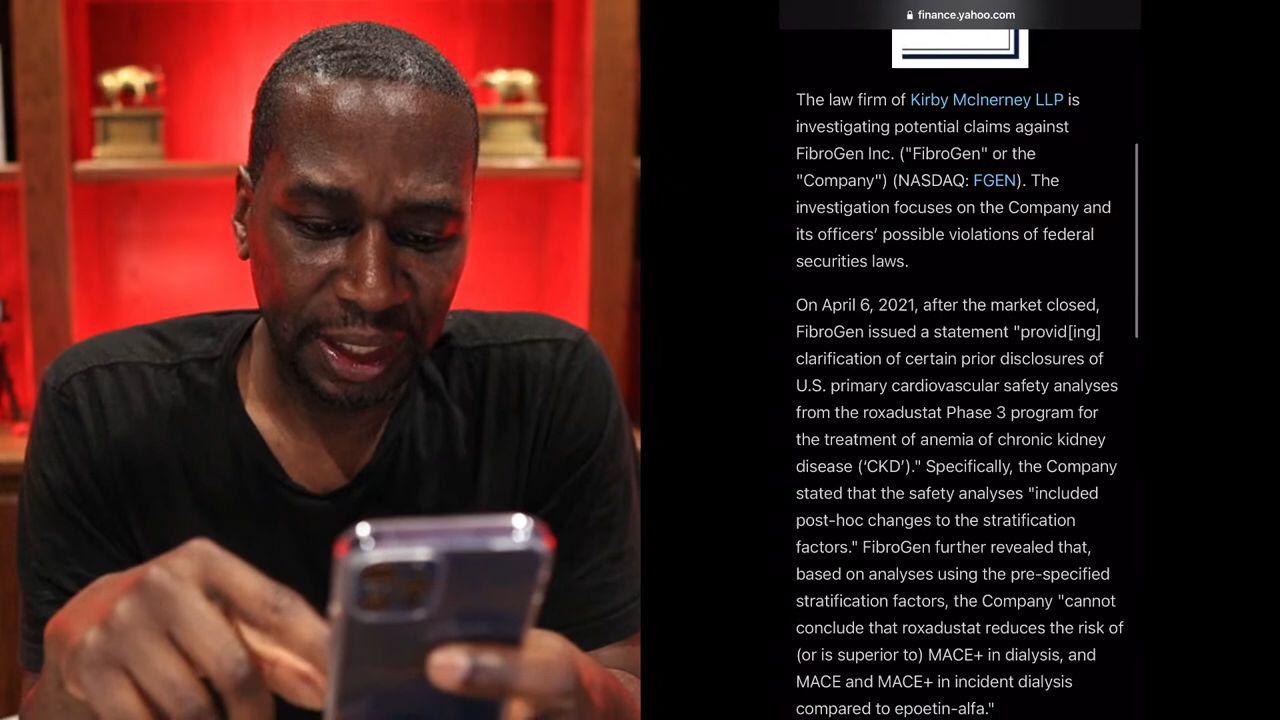 finance.yahoo.com
The law firm of Kirby McInerney LLP is
investigating potential claims against
FibroGen Inc. ("FibroGen" or the
"Company") (NASDAQ: FGEN). The
investigation focuses on the Company and
its officers’ possible violations of federal
securities laws.
On April 6, 2021, after the market closed,
FibroGen issued a statement "provid[ing]
clarification of certain prior disclosures of
U.S. primary cardiovascular safety analyses
from the roxadustat Phase 3 program for
the treatment of anemia of chronic kidney
disease (‘CKD’)." Specifically, the Company
stated that the safety analyses "included
post-hoc changes to the stratification
factors." FibroGen further revealed that,
based on analyses using the pre-specified
stratification factors, the Company "cannot
conclude that roxadustat reduces the risk of
(or is superior to) MACE+ in dialysis, and
MACE and MACE+ in incident dialysis
compared to epoetin-alfa."